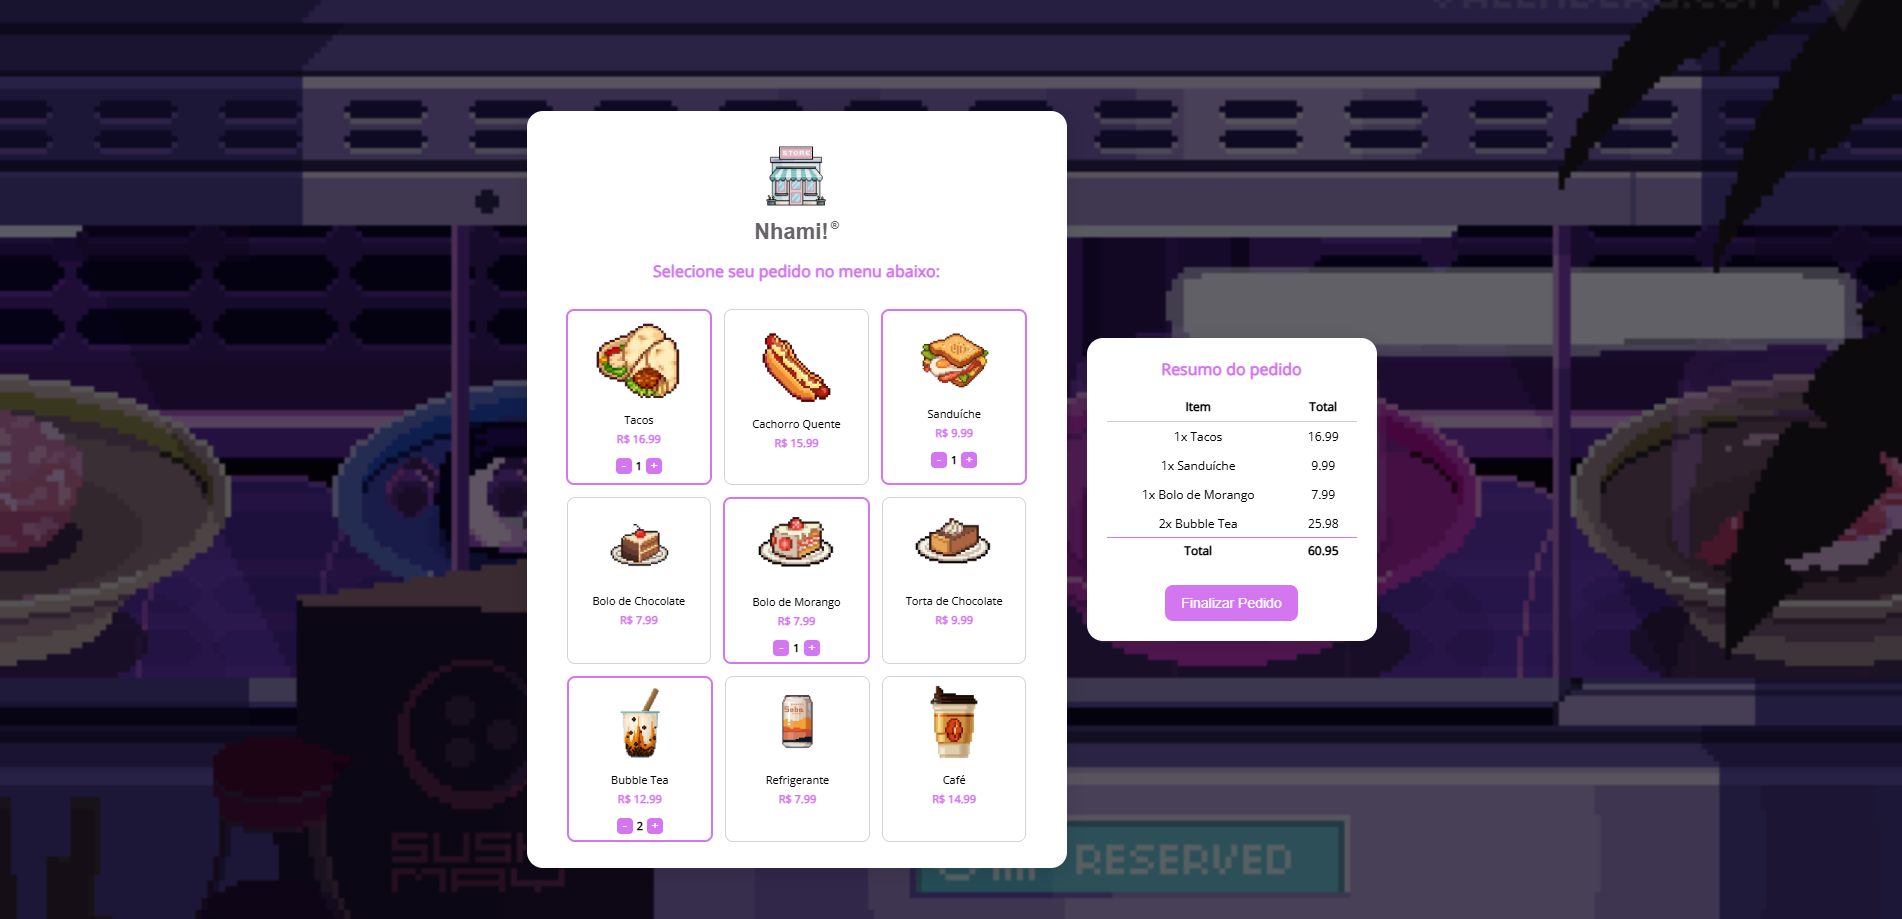 STORE
Nhami!®
Selecione seu pedido no menu abaixo:
Tacos
R$ 16.99
- 1 +
Cachorro Quente
R$ 15.99
Sanduíche
R$ 9.99
- 1 +
Bolo de Chocolate
R$ 7.99
Bolo de Morango
R$ 7.99
- 1 +
Torta de Chocolate
R$ 9.99
Bubble Tea
R$ 12.99
- 2 +
Refrigerante
R$ 7.99
Café
R$ 14.99
Resumo do pedido
Item Total
1x Tacos 16.99
1x Sanduíche 9.99
1x Bolo de Morango 7.99
2x Bubble Tea 25.98
Total 60.95
Finalizar Pedido
RESERVED